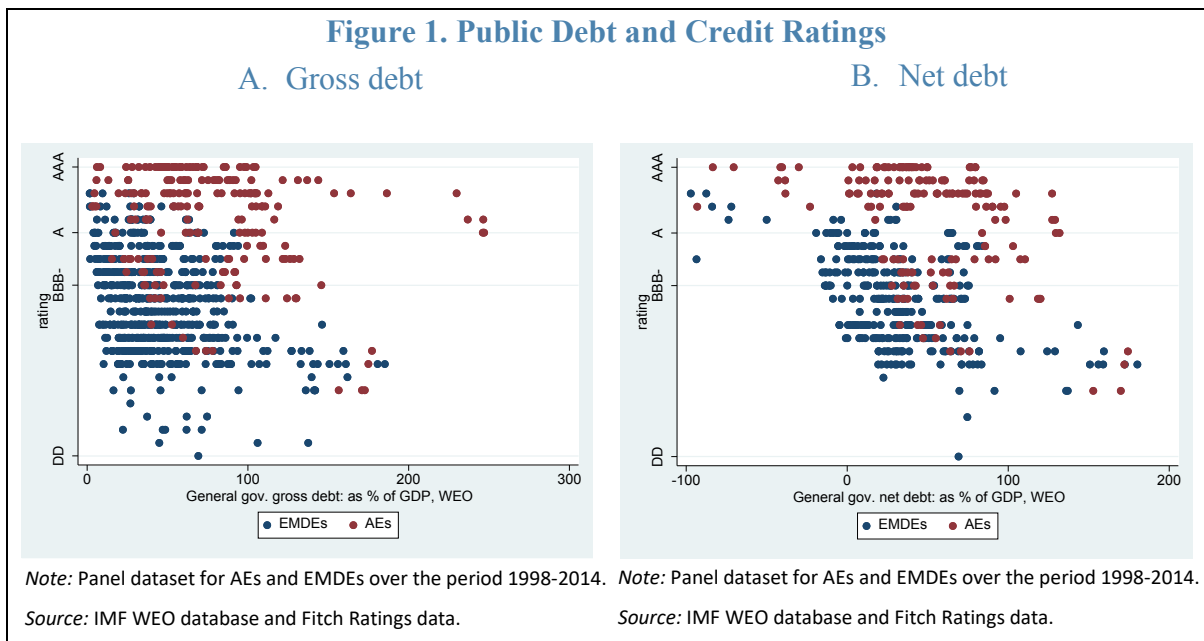 Figure 1. Public Debt and Credit Ratings
A. Gross debt
B. Net debt
rating
AAA
A
BBB-
DD
0
100
200
300
General gov. gross debt: as % of GDP, WEO
EMDEs
AEs
rating
AAA
A
BBB-
DD
-100
0
100
200
General gov. net debt: as % of GDP, WEO
EMDEs
AEs
Note: Panel dataset for AEs and EMDEs over the period 1998-2014.
Source: IMF WEO database and Fitch Ratings data.
Note: Panel dataset for AEs and EMDEs over the period 1998-2014.
Source: IMF WEO database and Fitch Ratings data.